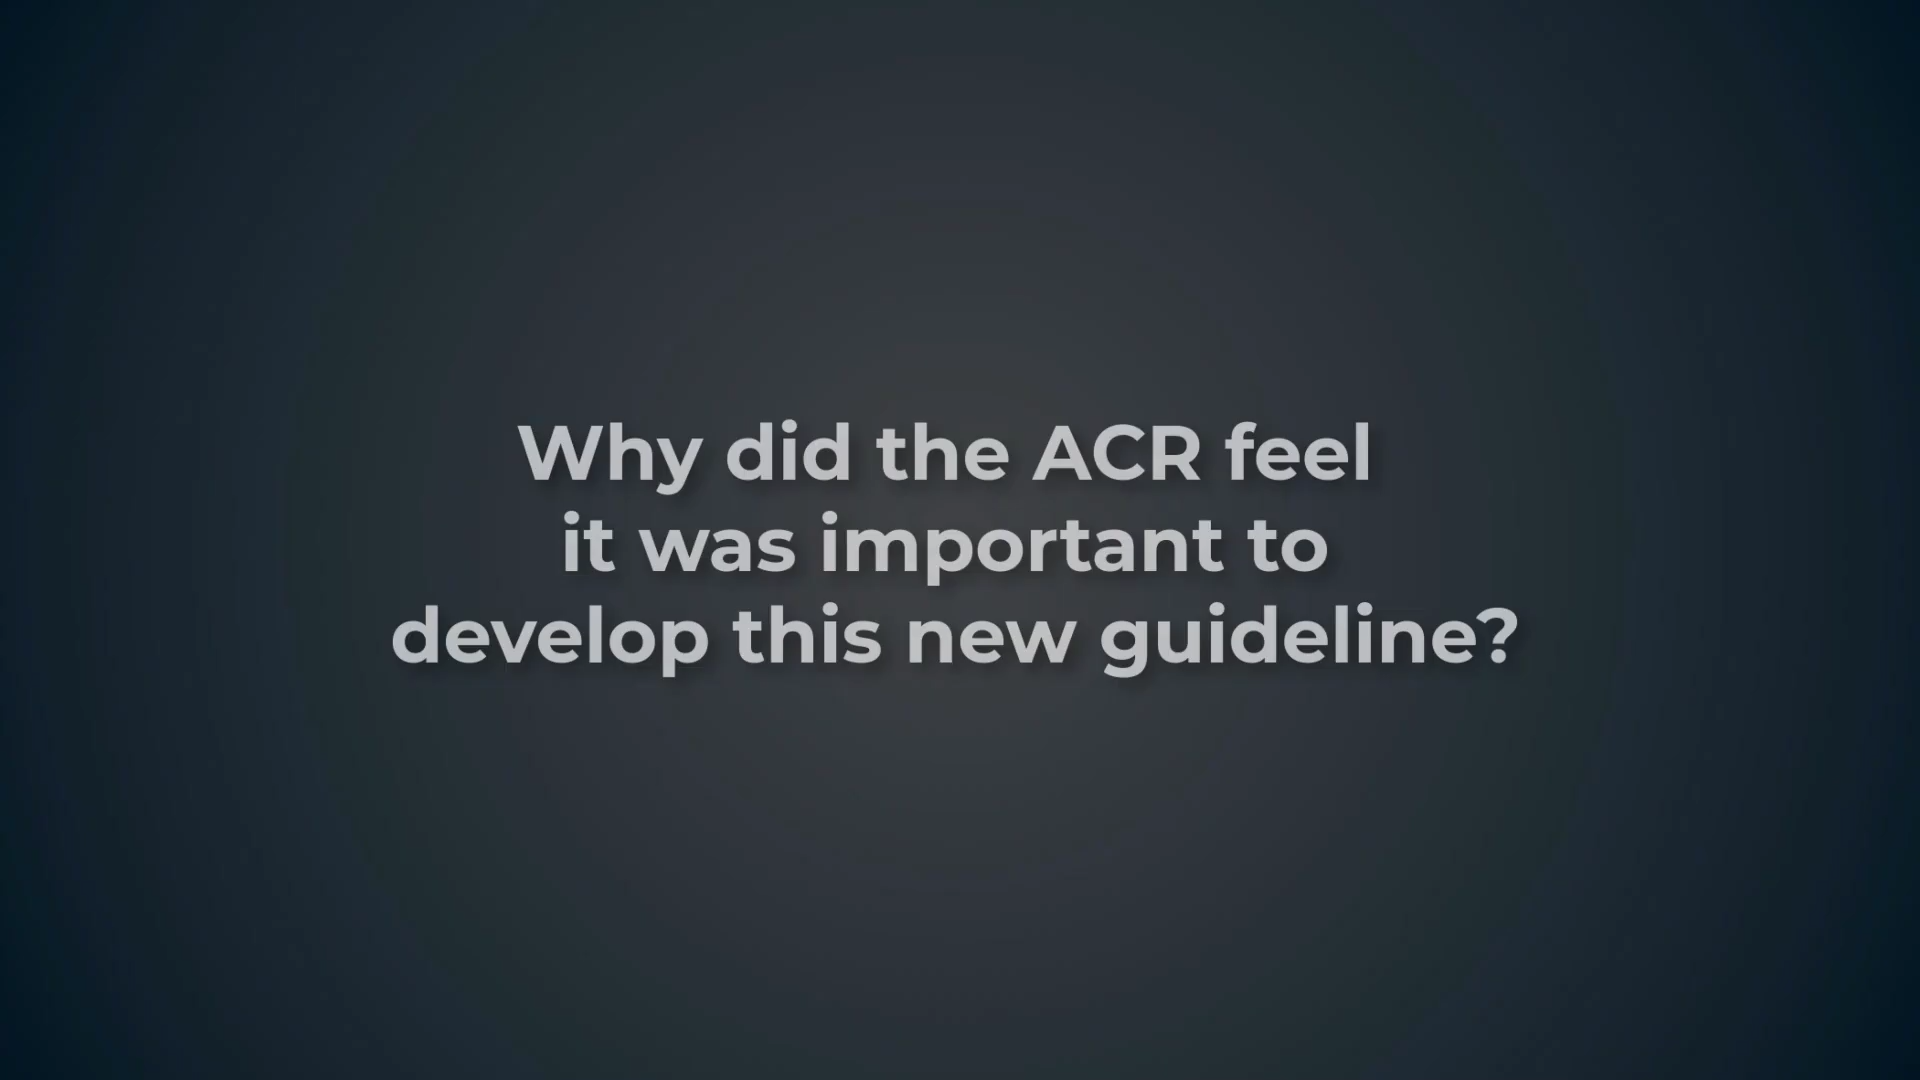 Why did the ACR feel
it was important to
develop this new guideline?